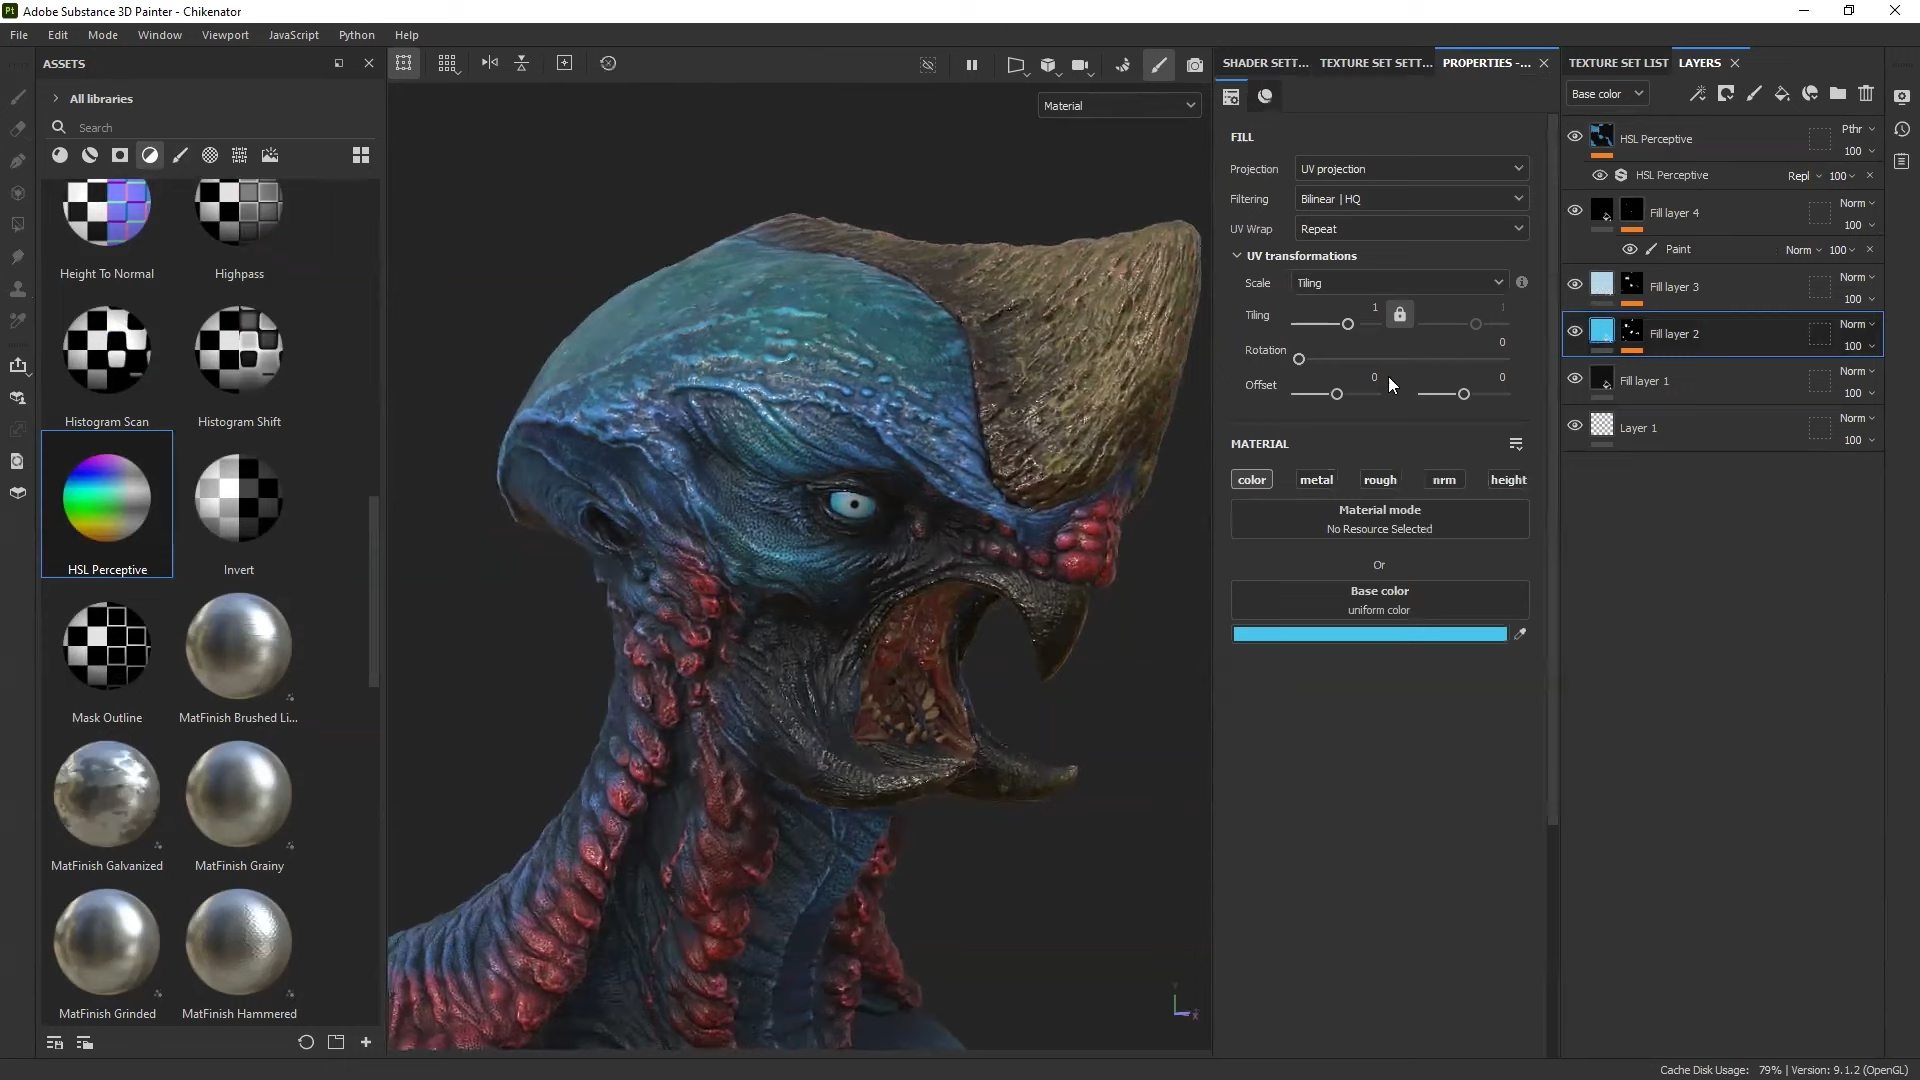 Pt Adobe Substance 3D Painter - Chikenator
File Edit Mode Window Viewport JavaScript Python Help
ASSETS
All libraries
Search
Height To Normal
Highpass
Histogram Scan
Histogram Shift
HSL Perceptive
Invert
Mask Outline
MatFinish Brushed Li...
MatFinish Galvanized
MatFinish Grainy
MatFinish Grinded
MatFinish Hammered
Material
SHADER SETT... TEXTURE SET SETT... PROPERTIES -...
FILL
Projection UV projection
Filtering Bilinear | HQ
UV Wrap Repeat
UV transformations
Scale Tiling
Tiling 1 1
Rotation 0
Offset 0 0
MATERIAL
color metal rough nrm height
Material mode
No Resource Selected
Or
Base color
uniform color
TEXTURE SET LIST LAYERS
Base color
HSL Perceptive Pthr 100
HSL Perceptive Repl 100
Fill layer 4 Norm 100
Paint Norm 100
Fill layer 3 Norm 100
Fill layer 2 Norm 100
Fill layer 1 Norm 100
Layer 1 Norm 100
Cache Disk Usage: 79% | Version: 9.1.2 (OpenGL)